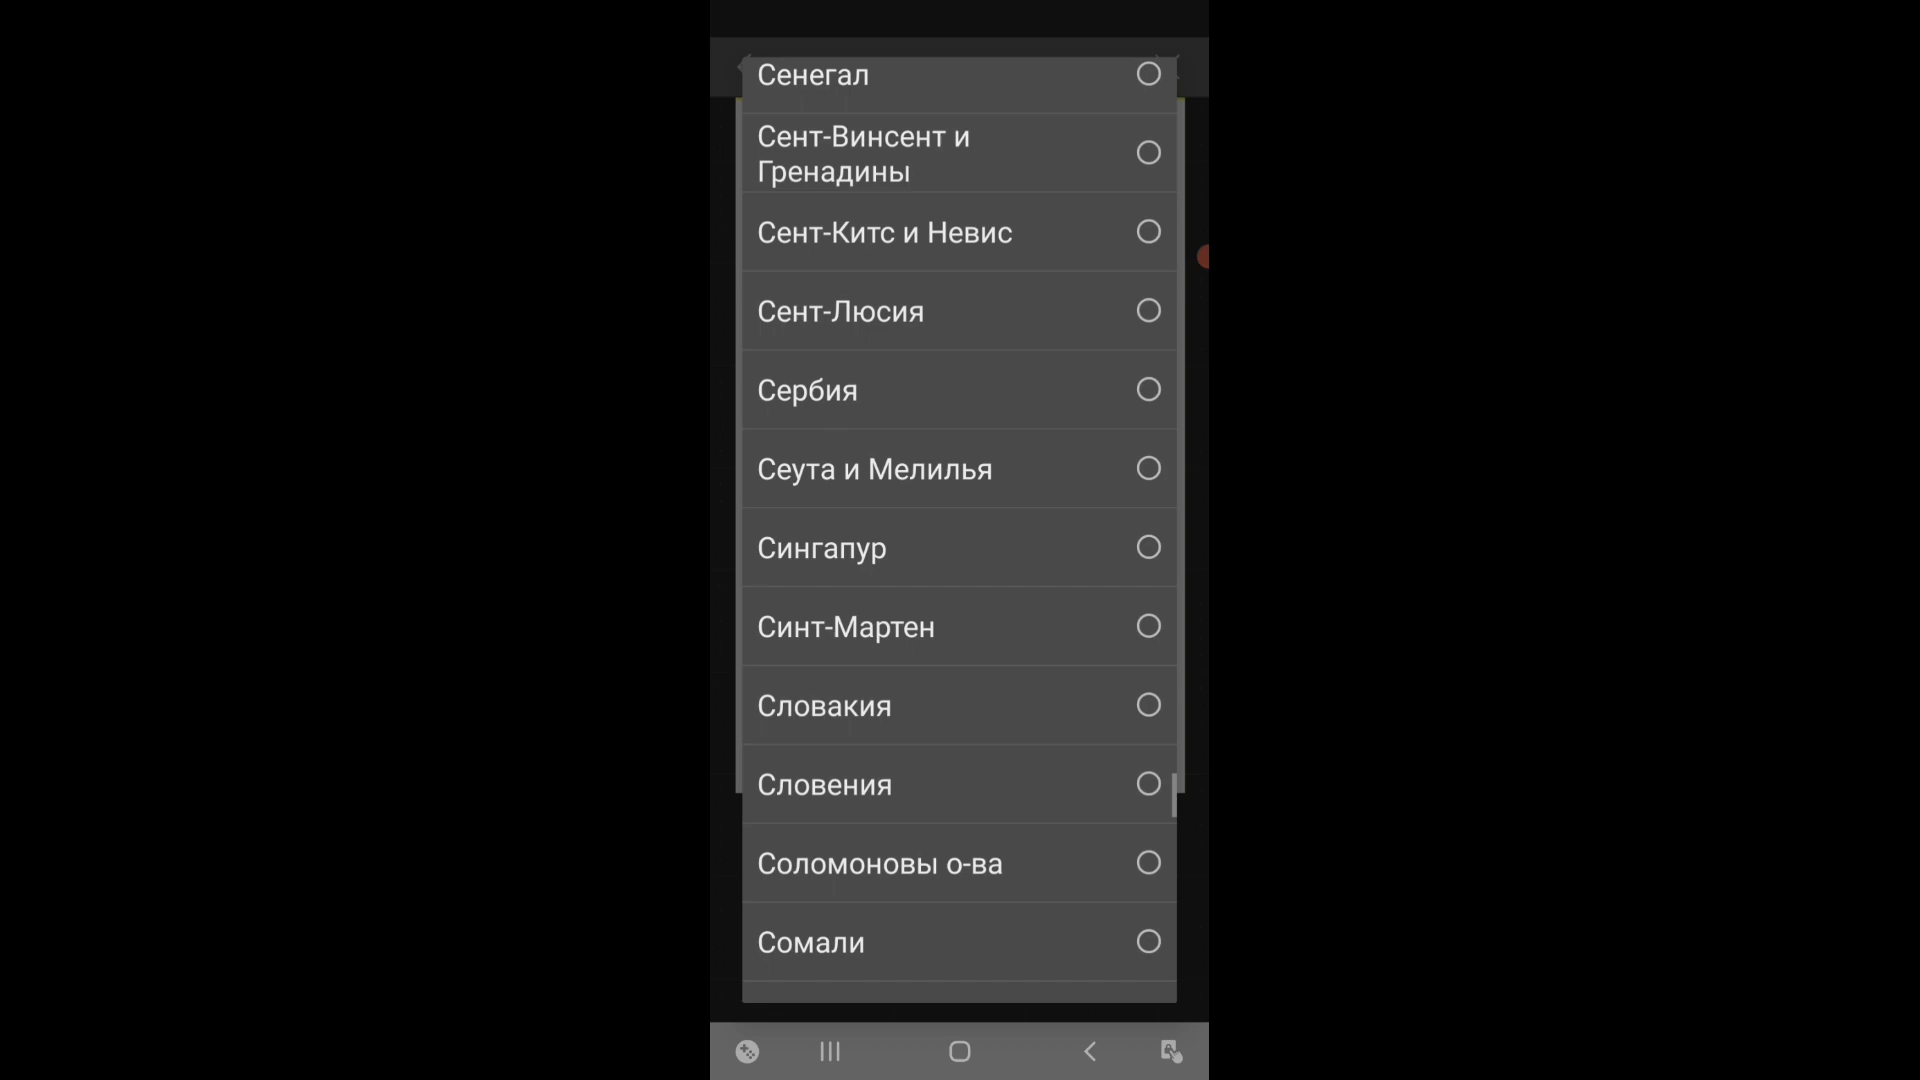 Сенегал
Сент-Винсент и
Гренадины
Сент-Китс и Невис
Сент-Люсия
Сербия
Сеута и Мелилья
Сингапур
Синт-Мартен
Словакия
Словения
Соломоновы о-ва
Сомали